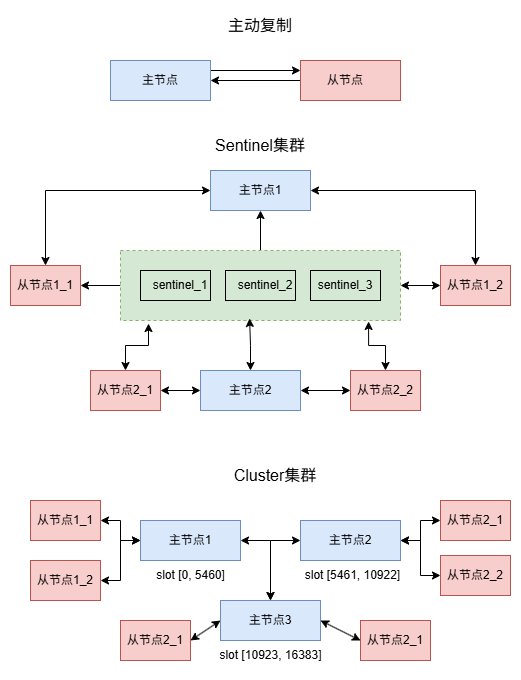 主动复制
主节点
从节点
Sentinel集群
主节点1
从节点1_1
sentinel_1
sentinel_2
sentinel_3
从节点1_2
从节点2_1
主节点2
从节点2_2
Cluster集群
从节点1_1
主节点1
主节点2
从节点2_1
从节点1_2
slot [0, 5460]
slot [5461, 10922]
从节点2_2
主节点3
从节点2_1
从节点2_1
slot [10923, 16383]